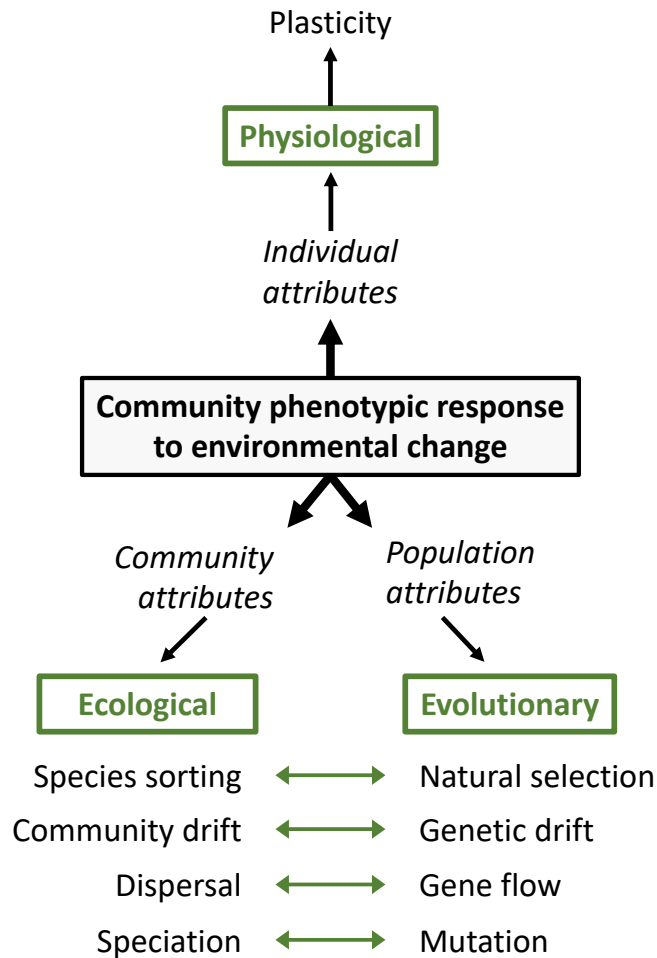 Plasticity
Physiological
Individual
attributes
Community phenotypic response
to environmental change
Community
attributes
Population
attributes
Ecological
Evolutionary
Species sorting
Natural selection
Community drift
Genetic drift
Dispersal
Gene flow
Speciation
Mutation